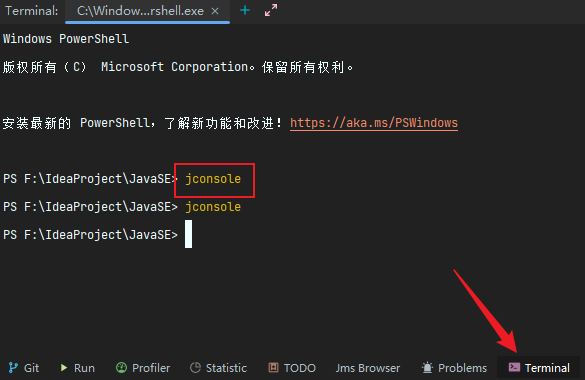 Terminal: C:\Window...rshell.exe × +
Windows PowerShell
版权所有（C） Microsoft Corporation。保留所有权利。
安装最新的 PowerShell，了解新功能和改进！https://aka.ms/PSWindows
PS F:\IdeaProject\JavaSE> jconsole
PS F:\IdeaProject\JavaSE> jconsole
PS F:\IdeaProject\JavaSE>
Git Run Profiler Statistic TODO Jms Browser Problems Terminal